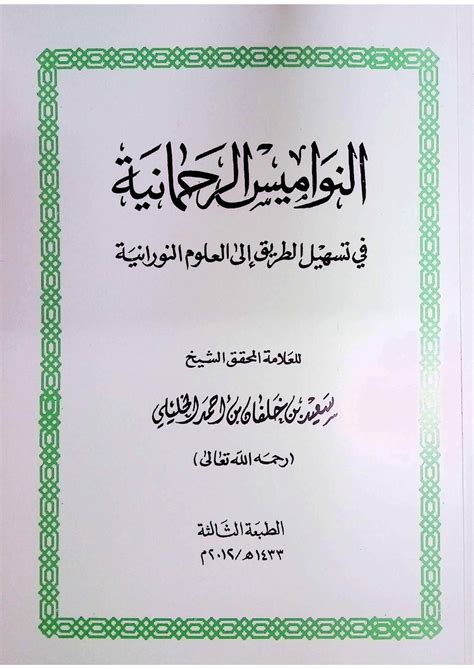 النواميس الرحمانية
في تسهيل الطريق إلى العلوم النورانية
للعلامة المحقق الشيخ
سعيد بن خلفان بن أحمد الخليلي
(رحمه الله تعالى)
الطبعة الثالثة
١٤٣٣ه/٢٠١٢م